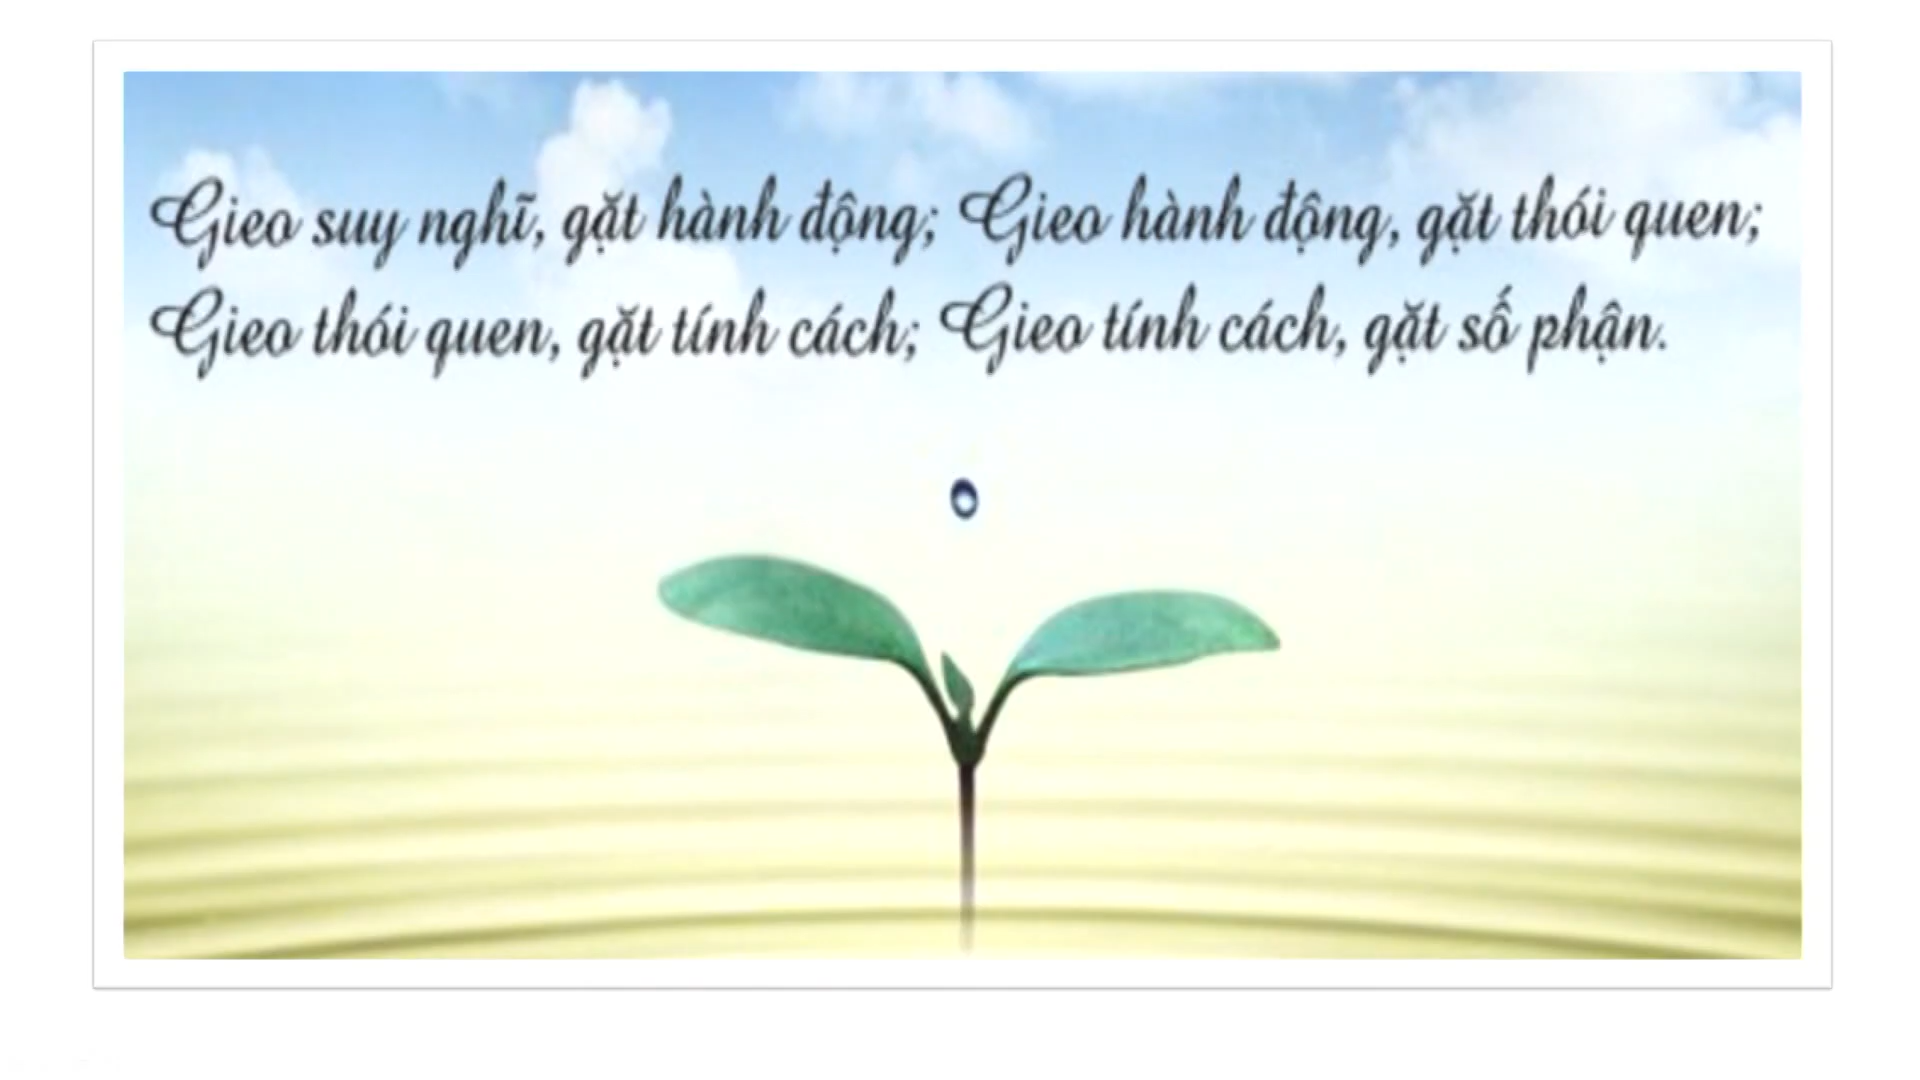 Gieo suy nghĩ, gặt hành động; Gieo hành động, gặt thói quen;
Gieo thói quen, gặt tính cách; Gieo tính cách, gặt số phận.